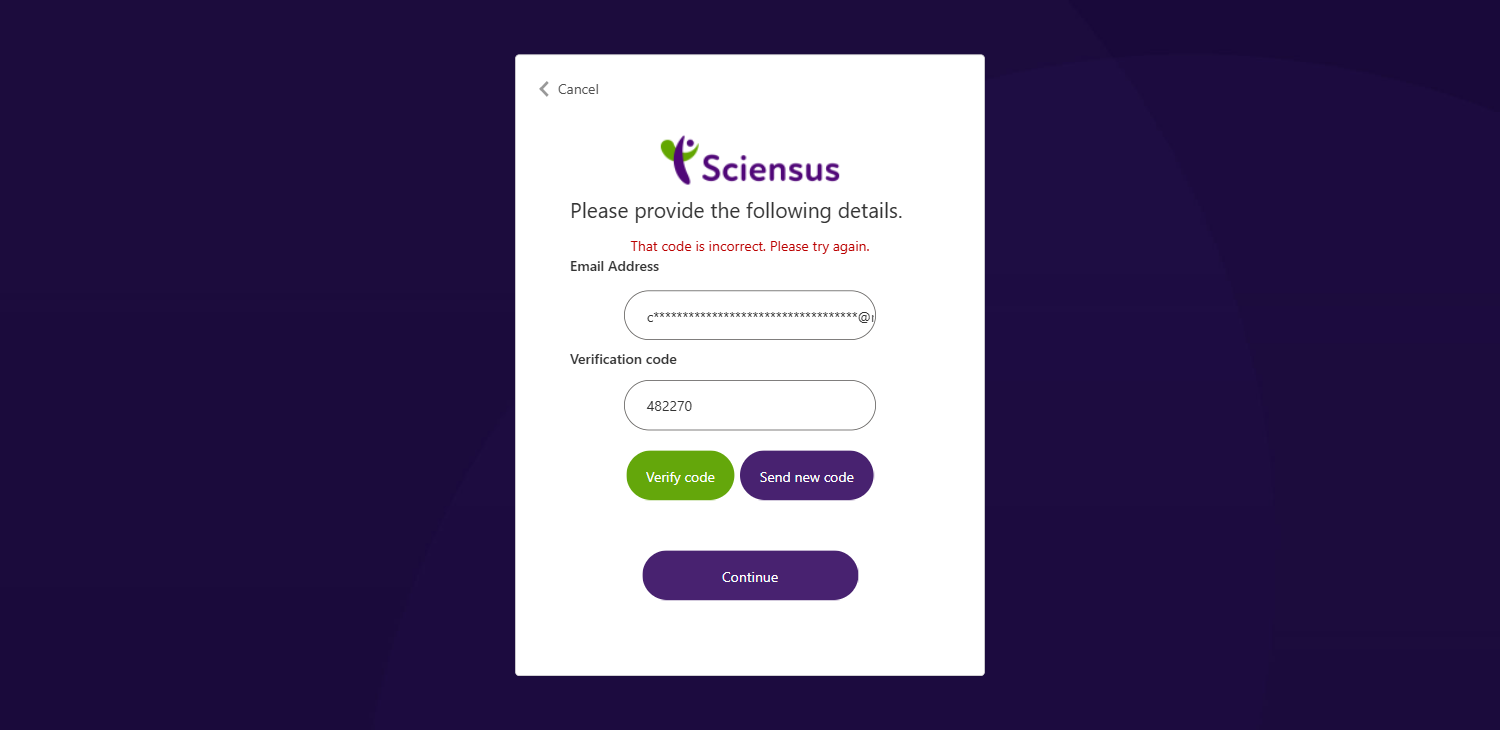 Cancel
Sciensus
Please provide the following details.
That code is incorrect. Please try again.
Email Address
c***********************************@
Verification code
482270
Verify code
Send new code
Continue